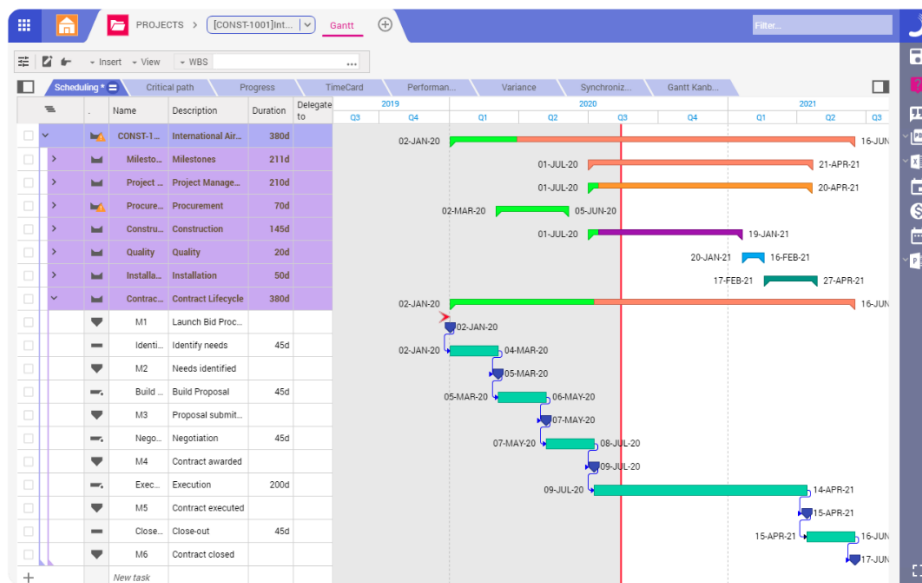 PROJECTS > [CONST-1001]Int... Gantt
Filter...
Insert View WBS ...
Scheduling * Critical path Progress TimeCard Performan... Variance Synchroniz... Gantt Kanb...
Name Description Duration Delegate to
2019 2020 2021
Q3 Q4 Q1 Q2 Q3 Q4 Q1 Q2 Q3
CONST-1... International Air... 380d 02-JAN-20 16-JUN
Milesto... Milestones 211d 01-JUL-20 21-APR-21
Project ... Project Manage... 210d 01-JUL-20 20-APR-21
Procure... Procurement 70d 02-MAR-20 05-JUN-20
Constru... Construction 145d 01-JUL-20 19-JAN-21
Quality Quality 20d 20-JAN-21 16-FEB-21
Installa... Installation 50d 17-FEB-21 27-APR-21
Contrac... Contract Lifecycle 380d 02-JAN-20 16-JUN
M1 Launch Bid Proc... 02-JAN-20
Identi... Identify needs 45d 02-JAN-20 04-MAR-20
M2 Needs identified 05-MAR-20
Build ... Build Proposal 45d 05-MAR-20 06-MAY-20
M3 Proposal submit... 07-MAY-20
Nego... Negotiation 45d 07-MAY-20 08-JUL-20
M4 Contract awarded 09-JUL-20
Exec... Execution 200d 09-JUL-20 14-APR-21
M5 Contract executed 15-APR-21
Close... Close-out 45d 15-APR-21 16-JUN
M6 Contract closed 17-JUN
New task